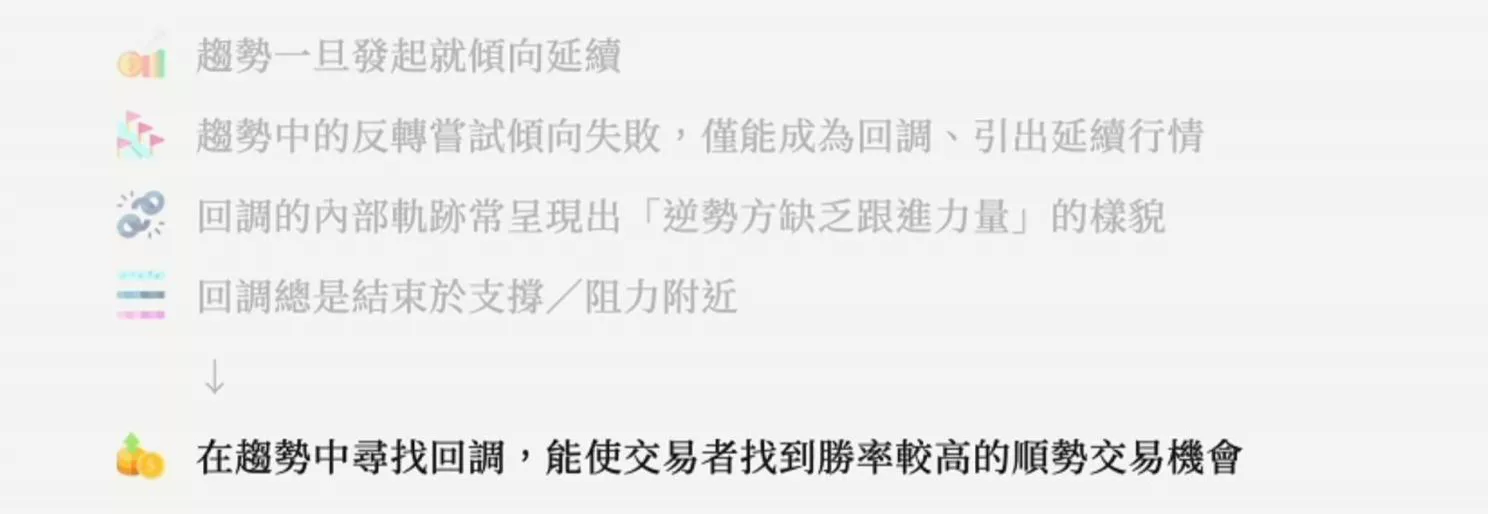 趨勢一旦發起就傾向延續
趨勢中的反轉嘗試傾向失敗，僅能成為回調、引出延續行情
回調的內部軌跡常呈現出「逆勢方缺乏跟進力量」的樣貌
回調總是結束於支撐／阻力附近
↓
在趨勢中尋找回調，能使交易者找到勝率較高的順勢交易機會